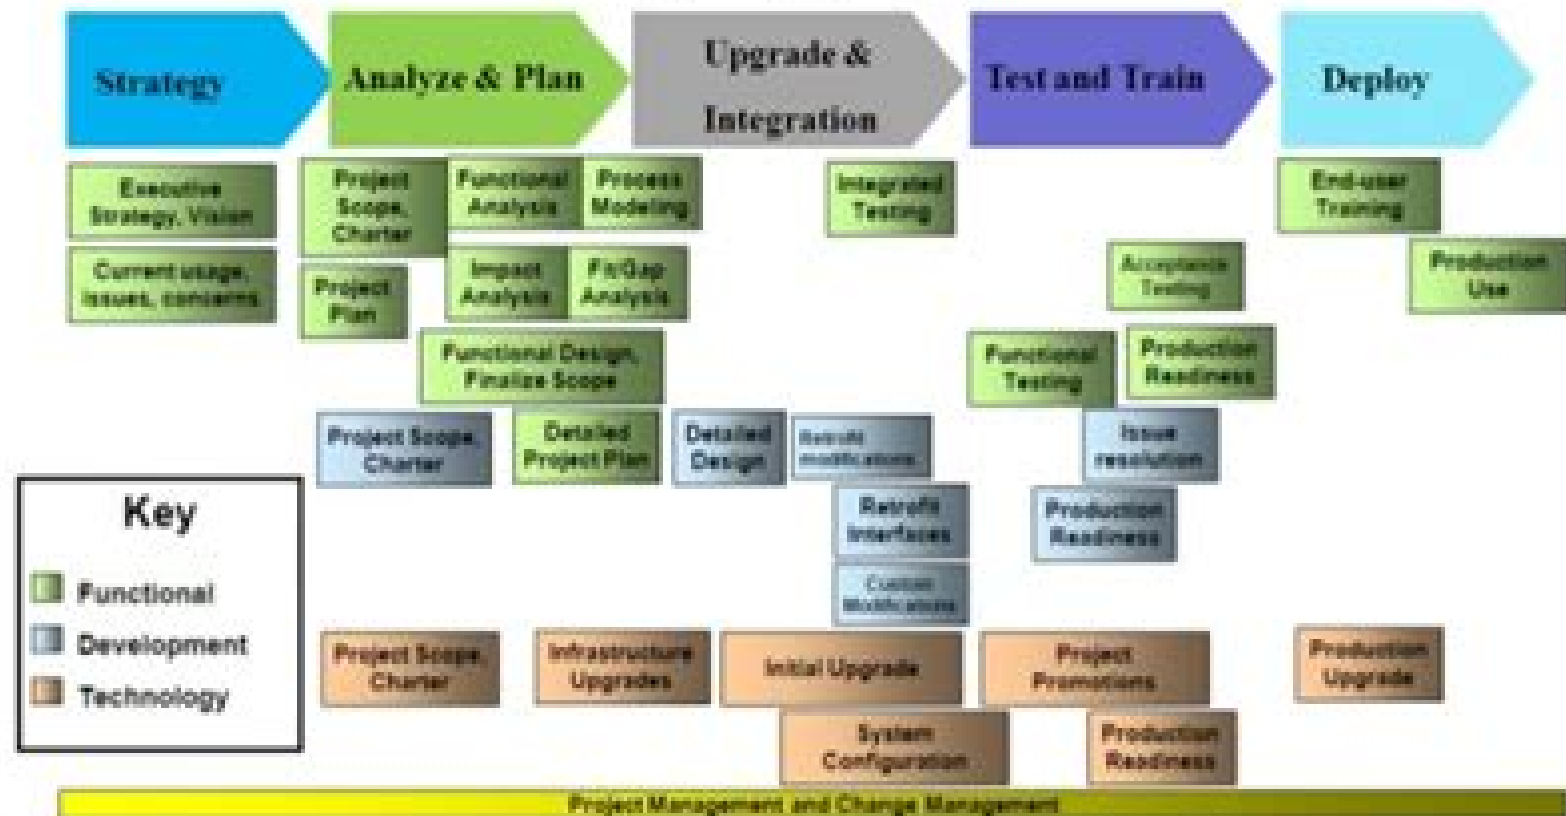 Strategy
Analyze & Plan
Upgrade &
Integration
Test and Train
Deploy
Executive
Strategy, Vision
Current usage,
issues, concerns
Project
Scope,
Charter
Functional
Analysis
Process
Modeling
Project
Plan
Impact
Analysis
Fit/Gap
Analysis
Functional Design,
Finalize Scope
Integrated
Testing
Acceptance
Testing
Functional
Testing
Production
Readiness
End-user
Training
Production
Use
Project Scope,
Charter
Detailed
Project Plan
Detailed
Design
Retrofit
modifications
Issue
resolution
Retrofit
Interfaces
Production
Readiness
Custom
Modifications
Key
Functional
Development
Technology
Project Scope,
Charter
Infrastructure
Upgrades
Initial Upgrade
Project
Promotions
Production
Upgrade
System
Configuration
Production
Readiness
Project Management and Change Management